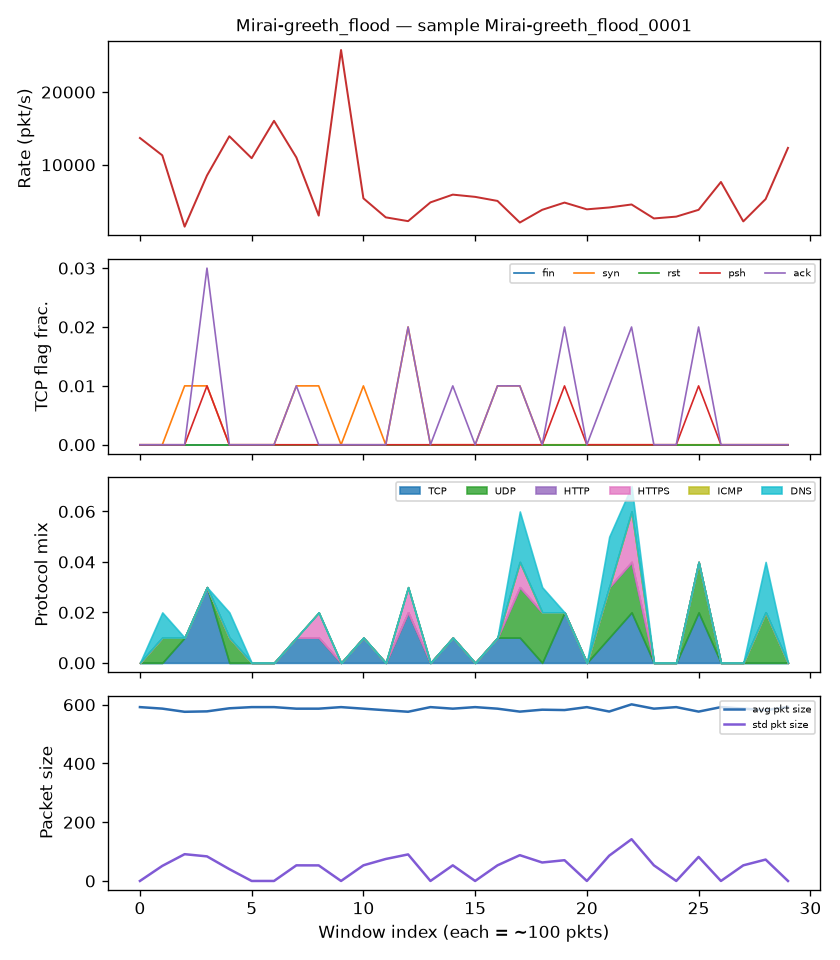 Mirai-greeth_flood — sample Mirai-greeth_flood_0001
Rate (pkt/s)
20000
10000
TCP flag frac.
0.03
0.02
0.01
0.00
fin syn rst psh ack
Protocol mix
0.06
0.04
0.02
0.00
TCP UDP HTTP HTTPS ICMP DNS
Packet size
600
400
200
0
avg pkt size
std pkt size
0 5 10 15 20 25 30
Window index (each = ~100 pkts)